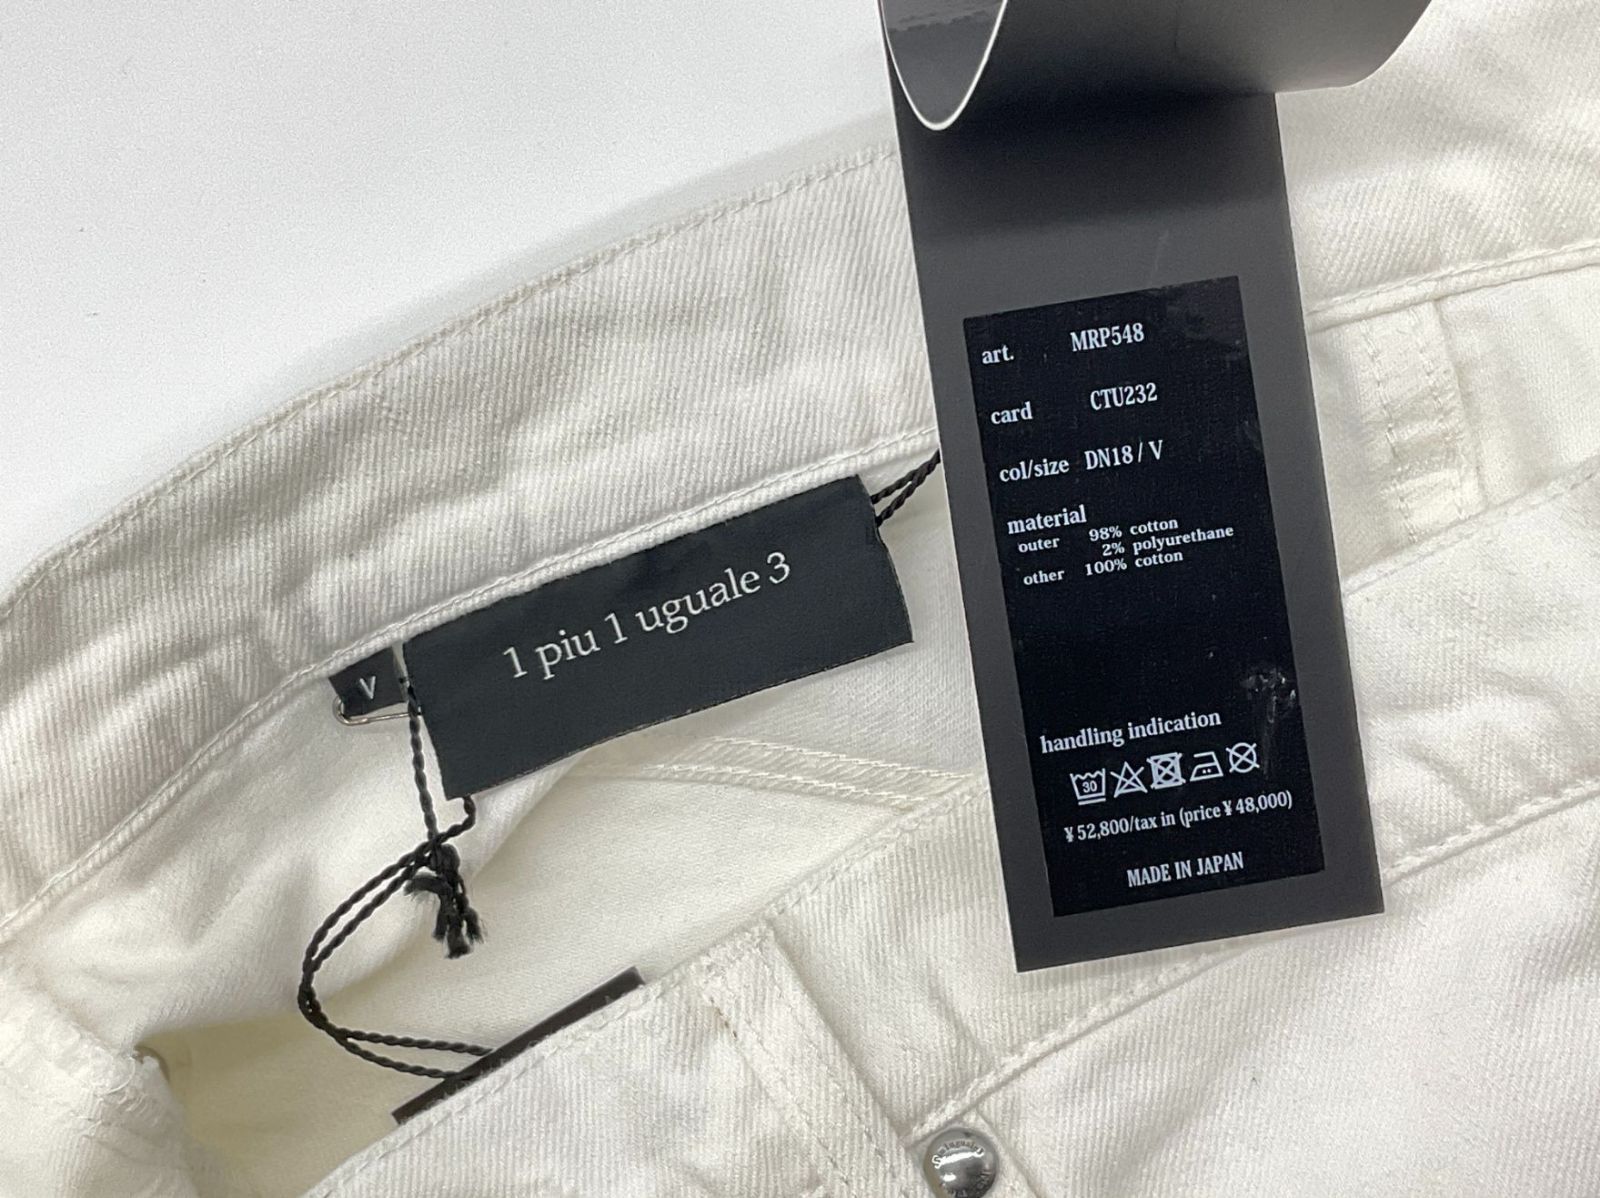 art. MRP548
card CTU232
col/size DN18 / V
material
outer 98% cotton
2% polyurethane
other 100% cotton
handling indication
30
¥52,800/tax in (price ¥48,000)
MADE IN JAPAN
1 piu 1 uguale 3
V